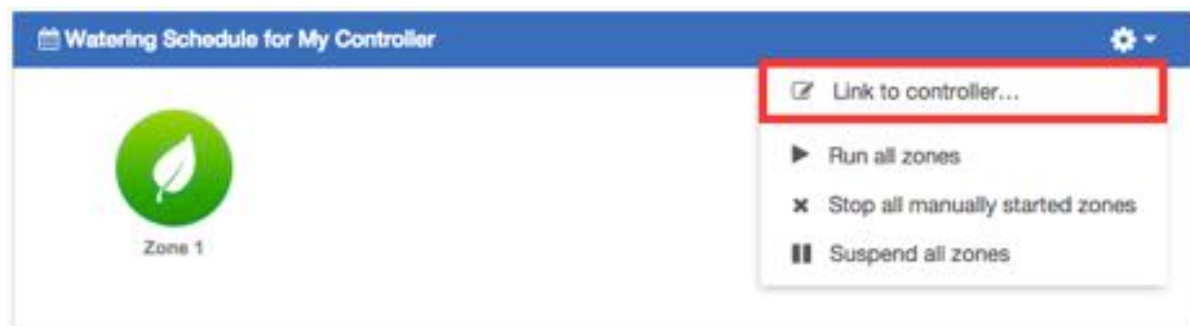 Watering Schedule for My Controller
Link to controller...
Run all zones
Stop all manually started zones
Suspend all zones
Zone 1